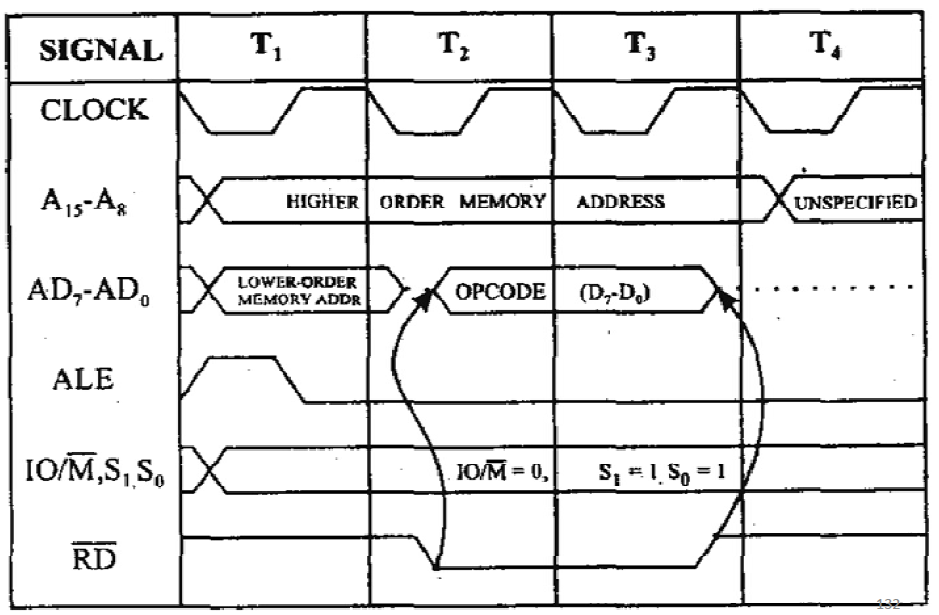 SIGNAL T₁ T₂ T₃ T₄
CLOCK
A₁₅-A₈ HIGHER ORDER MEMORY ADDRESS UNSPECIFIED
AD₇-AD₀ LOWER-ORDER MEMORY ADDR OPCODE (D₇-D₀)
ALE
IO/M̅,S₁,S₀ IO/M̅ = 0, S₁ = 1, S₀ = 1
R̅D̅
132